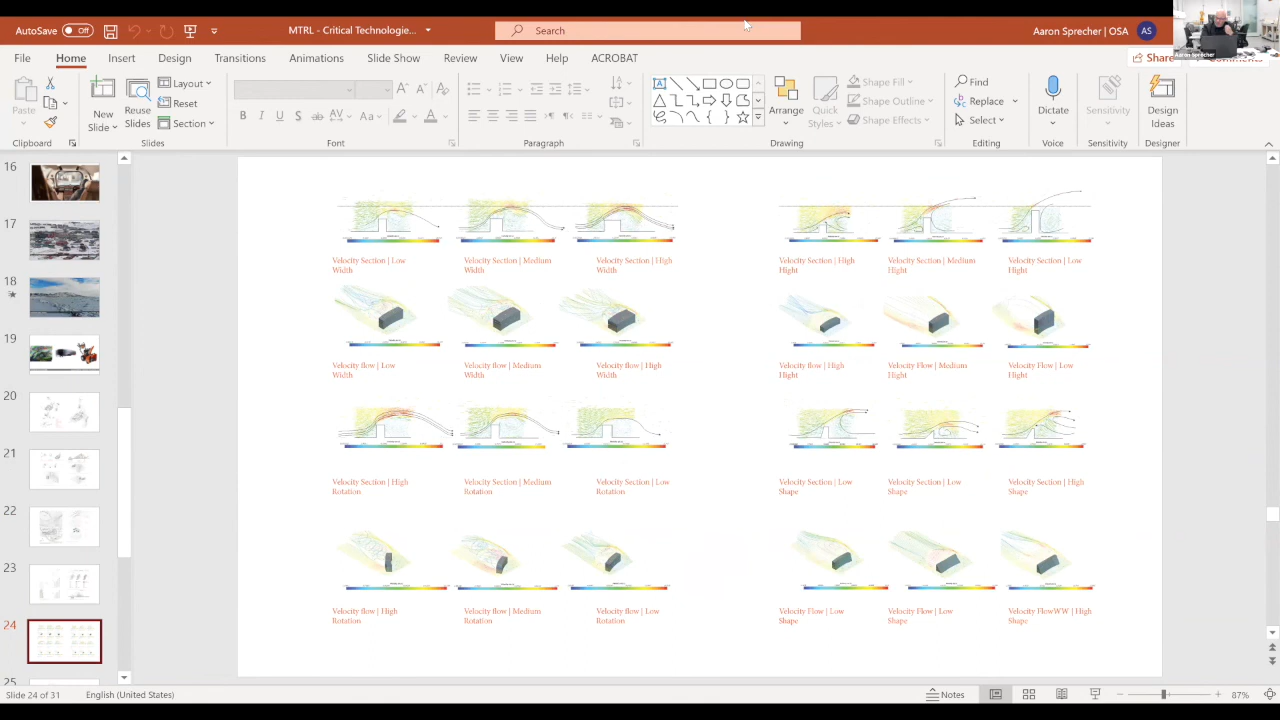 AutoSave Off
MTRL - Critical Technologie...
Search
Aaron Sprecher | OSA
AS
Aaron Sprecher
File Home Insert Design Transitions Animations Slide Show Review View Help ACROBAT
Share
Comments
Paste
New Slide
Reuse Slides
Layout
Reset
Section
Arrange
Quick Styles
Shape Fill
Shape Outline
Shape Effects
Find
Replace
Select
Dictate
Sensitivity
Design Ideas
Clipboard Slides Font Paragraph Drawing Editing Voice Sensitivity Designer
16
17
18
19
20
21
22
23
24
25
Velocity Section | Low
Width
Velocity Section | Medium
Width
Velocity Section | High
Width
Velocity Section | High
Hight
Velocity Section | Medium
Hight
Velocity Section | Low
Hight
Velocity flow | Low
Width
Velocity flow | Medium
Width
Velocity flow | High
Width
Velocity flow | High
Hight
Velocity Flow | Medium
Hight
Velocity Flow | Low
Hight
Velocity Section | High
Rotation
Velocity Section | Medium
Rotation
Velocity Section | Low
Rotation
Velocity Section | Low
Shape
Velocity Section | Low
Shape
Velocity Section | High
Shape
Velocity flow | High
Rotation
Velocity flow | Medium
Rotation
Velocity flow | Low
Rotation
Velocity Flow | Low
Shape
Velocity Flow | Low
Shape
Velocity FlowWW | High
Shape
Slide 24 of 31
English (United States)
Notes
87%